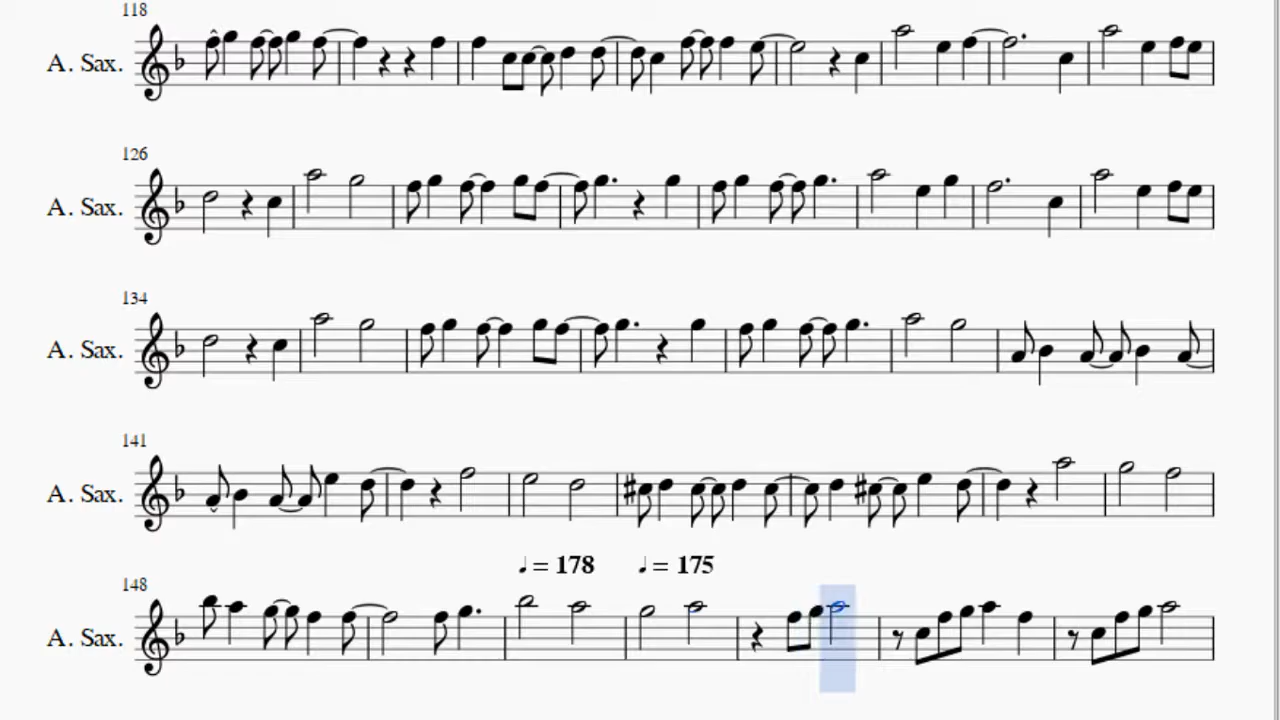 118
A. Sax.
126
A. Sax.
134
A. Sax.
141
A. Sax.
♩ = 178 ♩ = 175
148
A. Sax.